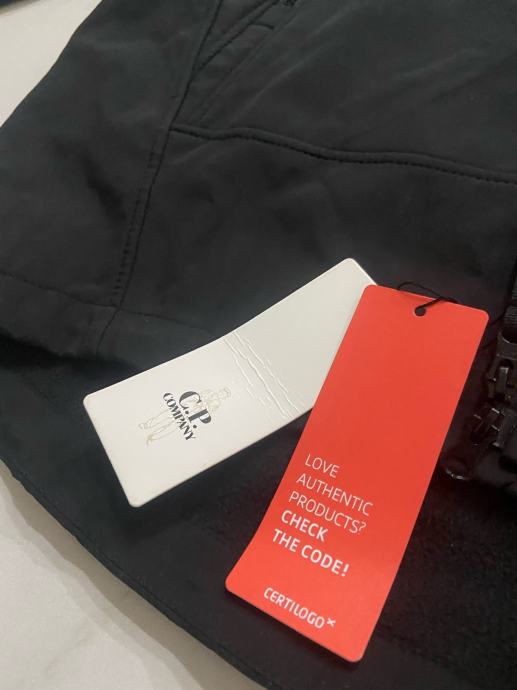 C.P.
COMPANY
LOVE
AUTHENTIC
PRODUCTS?
CHECK
THE CODE!
CERTILOGO